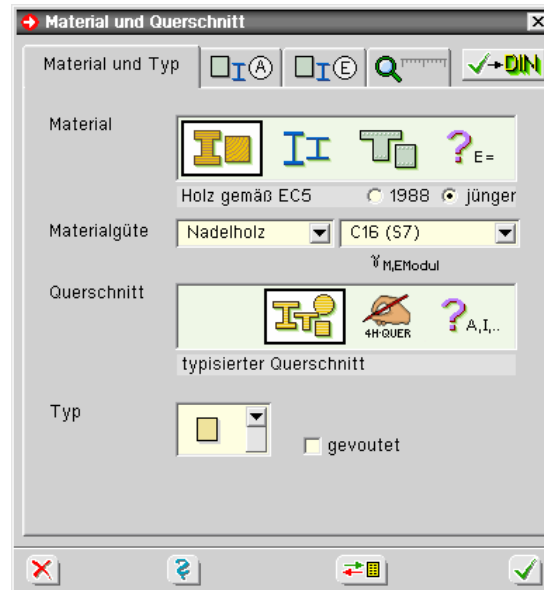 Material und Querschnitt
Material und Typ
A
E
DIN
Material
E=
Holz gemäß EC5 1988 jünger
Materialgüte Nadelholz C16 (S7)
γ M,EModul
Querschnitt
4H-QUER
A,I,..
typisierter Querschnitt
Typ
gevoutet